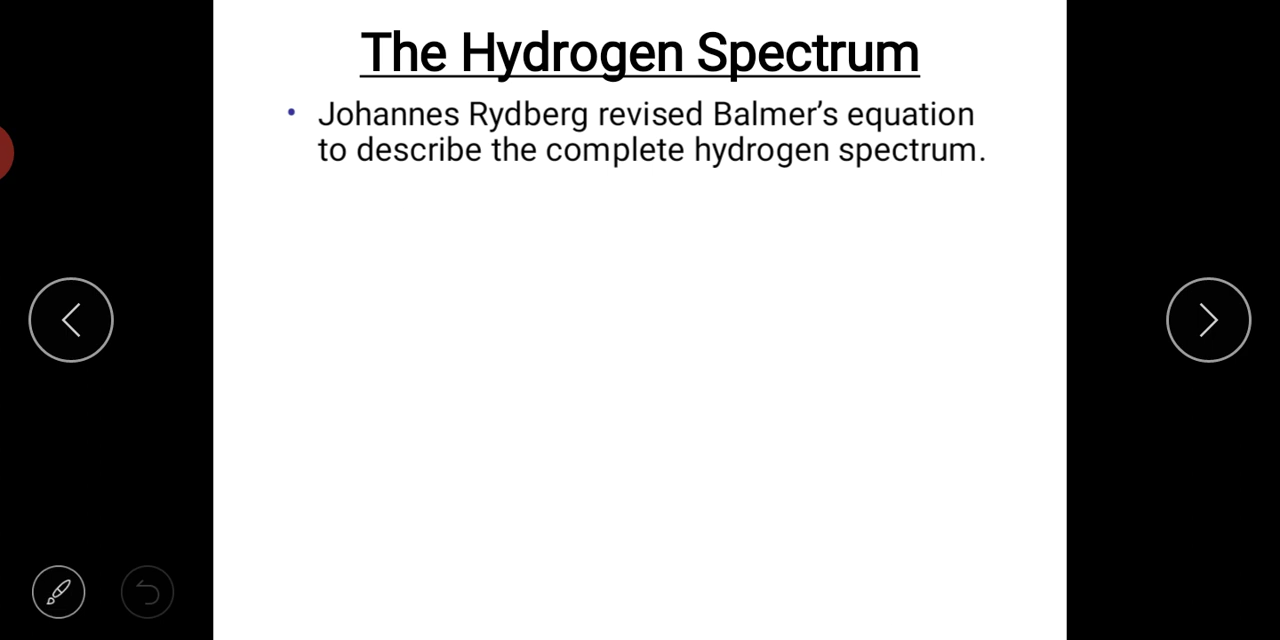 The Hydrogen Spectrum
• Johannes Rydberg revised Balmer’s equation
to describe the complete hydrogen spectrum.